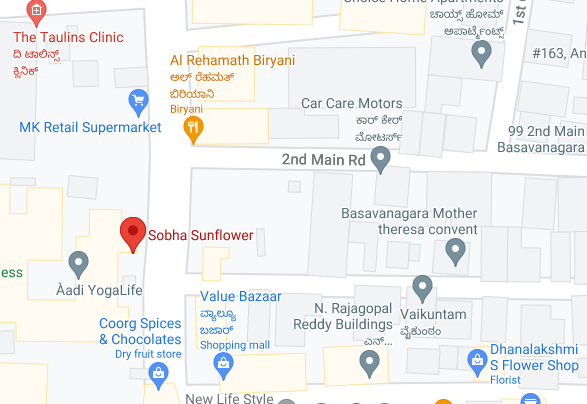 Choice Home
ಚಾಯ್ಸ್ ಹೋಮ್
ಅಪಾರ್ಟ್ಮೆಂಟ್ಸ್
1st
The Taulins Clinic
ದಿ ಟಾಲಿನ್ಸ್
ಕ್ಲಿನಿಕ್
#163, An
Al Rehamath Biryani
ಅಲ್ ರೆಹಮತ್
ಬಿರಿಯಾನಿ
Biryani
MK Retail Supermarket
Car Care Motors
ಕಾರ್ ಕೇರ್
ಮೋಟರ್ಸ್
99 2nd Main
Basavanagara
2nd Main Rd
Basavanagara Mother
theresa convent
Sobha Sunflower
ess
Àadi YogaLife
Value Bazaar
ವ್ಯಾಲ್ಯೂ
ಬಜಾರ್
Shopping mall
Coorg Spices
& Chocolates
Dry fruit store
N. Rajagopal
Reddy Buildings
ಎನ್...
Vaikuntam
ವೈಕುಂಠಂ
Dhanalakshmi
S Flower Shop
Florist
New Life Style